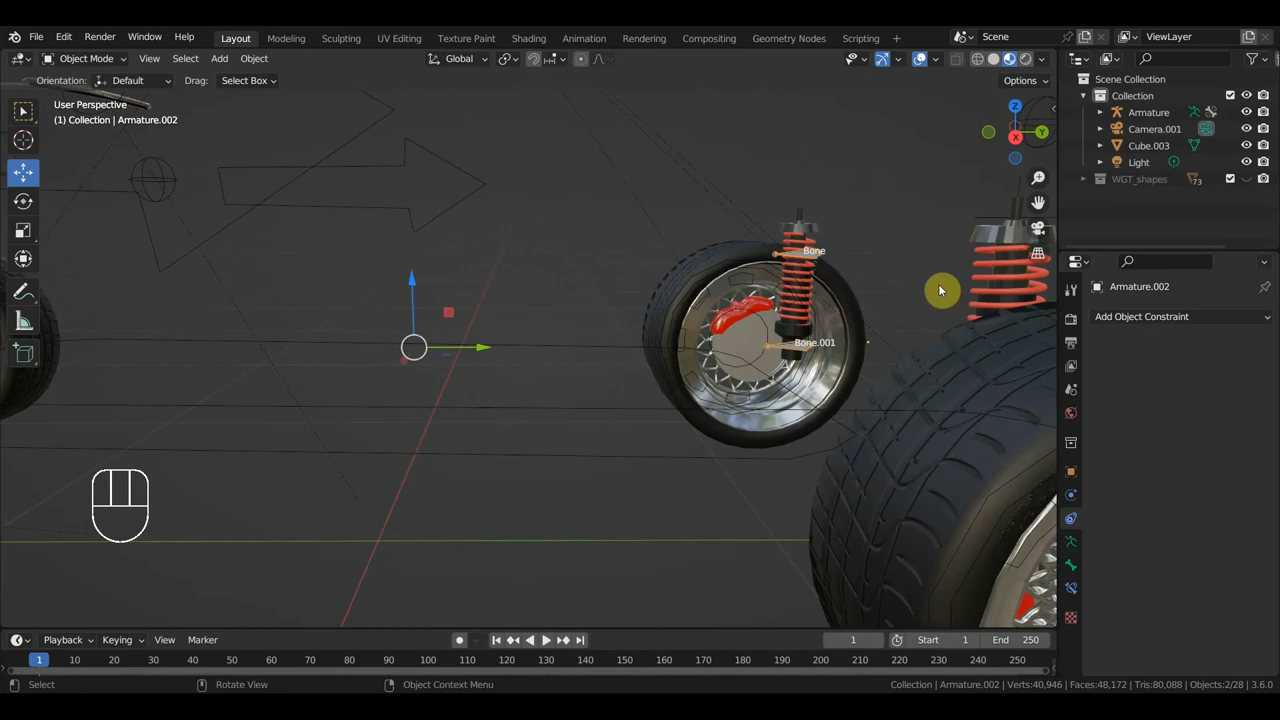 File Edit Render Window Help Layout Modeling Sculpting UV Editing Texture Paint Shading Animation Rendering Compositing Geometry Nodes Scripting + Scene ViewLayer
Object Mode View Select Add Object Global
Orientation: Default Drag: Select Box Options
User Perspective
(1) Collection | Armature.002
Z
Y
X
Bone
Bone.001
Scene Collection
Collection
Armature
Camera.001
Cube.003
Light
WGT_shapes 73
Armature.002
Add Object Constraint
Playback Keying View Marker 1 Start 1 End 250
1 10 20 30 40 50 60 70 80 90 100 110 120 130 140 150 160 170 180 190 200 210 220 230 240 250
Select Rotate View Object Context Menu Collection | Armature.002 | Verts:40,946 | Faces:48,172 | Tris:80,088 | Objects:2/28 | 3.6.0